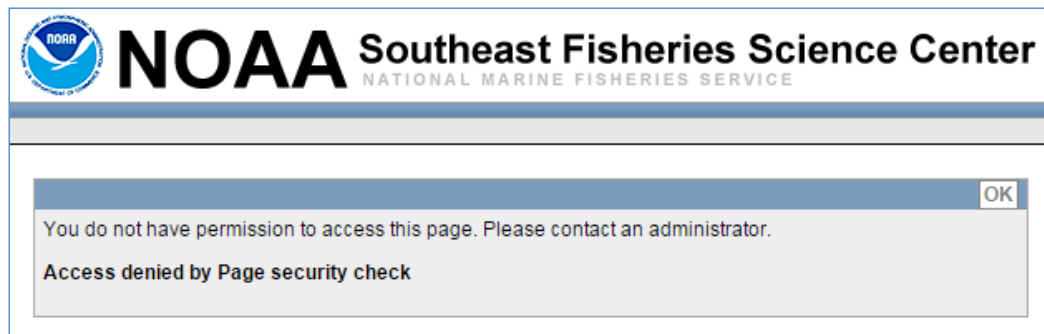 NOAA
NOAA Southeast Fisheries Science Center
NATIONAL MARINE FISHERIES SERVICE
OK
You do not have permission to access this page. Please contact an administrator.
Access denied by Page security check